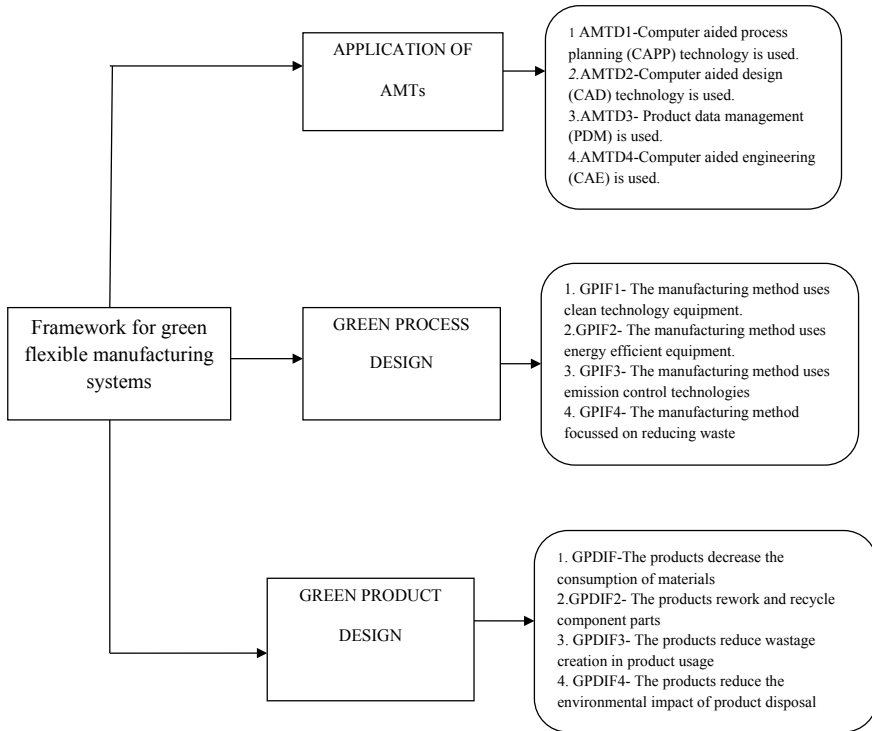 APPLICATION OF
AMTs
1 AMTD1-Computer aided process
planning (CAPP) technology is used.
2.AMTD2-Computer aided design
(CAD) technology is used.
3.AMTD3- Product data management
(PDM) is used.
4.AMTD4-Computer aided engineering
(CAE) is used.
Framework for green
flexible manufacturing
systems
GREEN PROCESS
DESIGN
1. GPIF1- The manufacturing method uses
clean technology equipment.
2.GPIF2- The manufacturing method uses
energy efficient equipment.
3. GPIF3- The manufacturing method uses
emission control technologies
4. GPIF4- The manufacturing method
focussed on reducing waste
GREEN PRODUCT
DESIGN
1. GPDIF-The products decrease the
consumption of materials
2.GPDIF2- The products rework and recycle
component parts
3. GPDIF3- The products reduce wastage
creation in product usage
4. GPDIF4- The products reduce the
environmental impact of product disposal